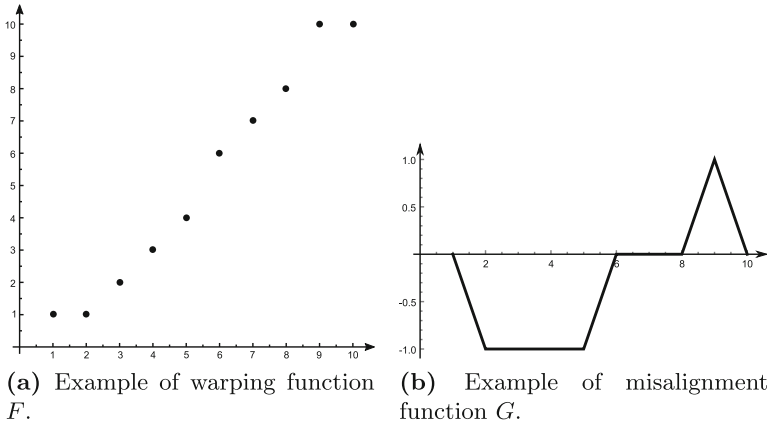 10
9
8
7
6
5
4
3
2
1
1 2 3 4 5 6 7 8 9 10
1.0
0.5
-0.5
-1.0
2 4 6 8 10
(a) Example of warping function
F.
(b) Example of misalignment
function G.